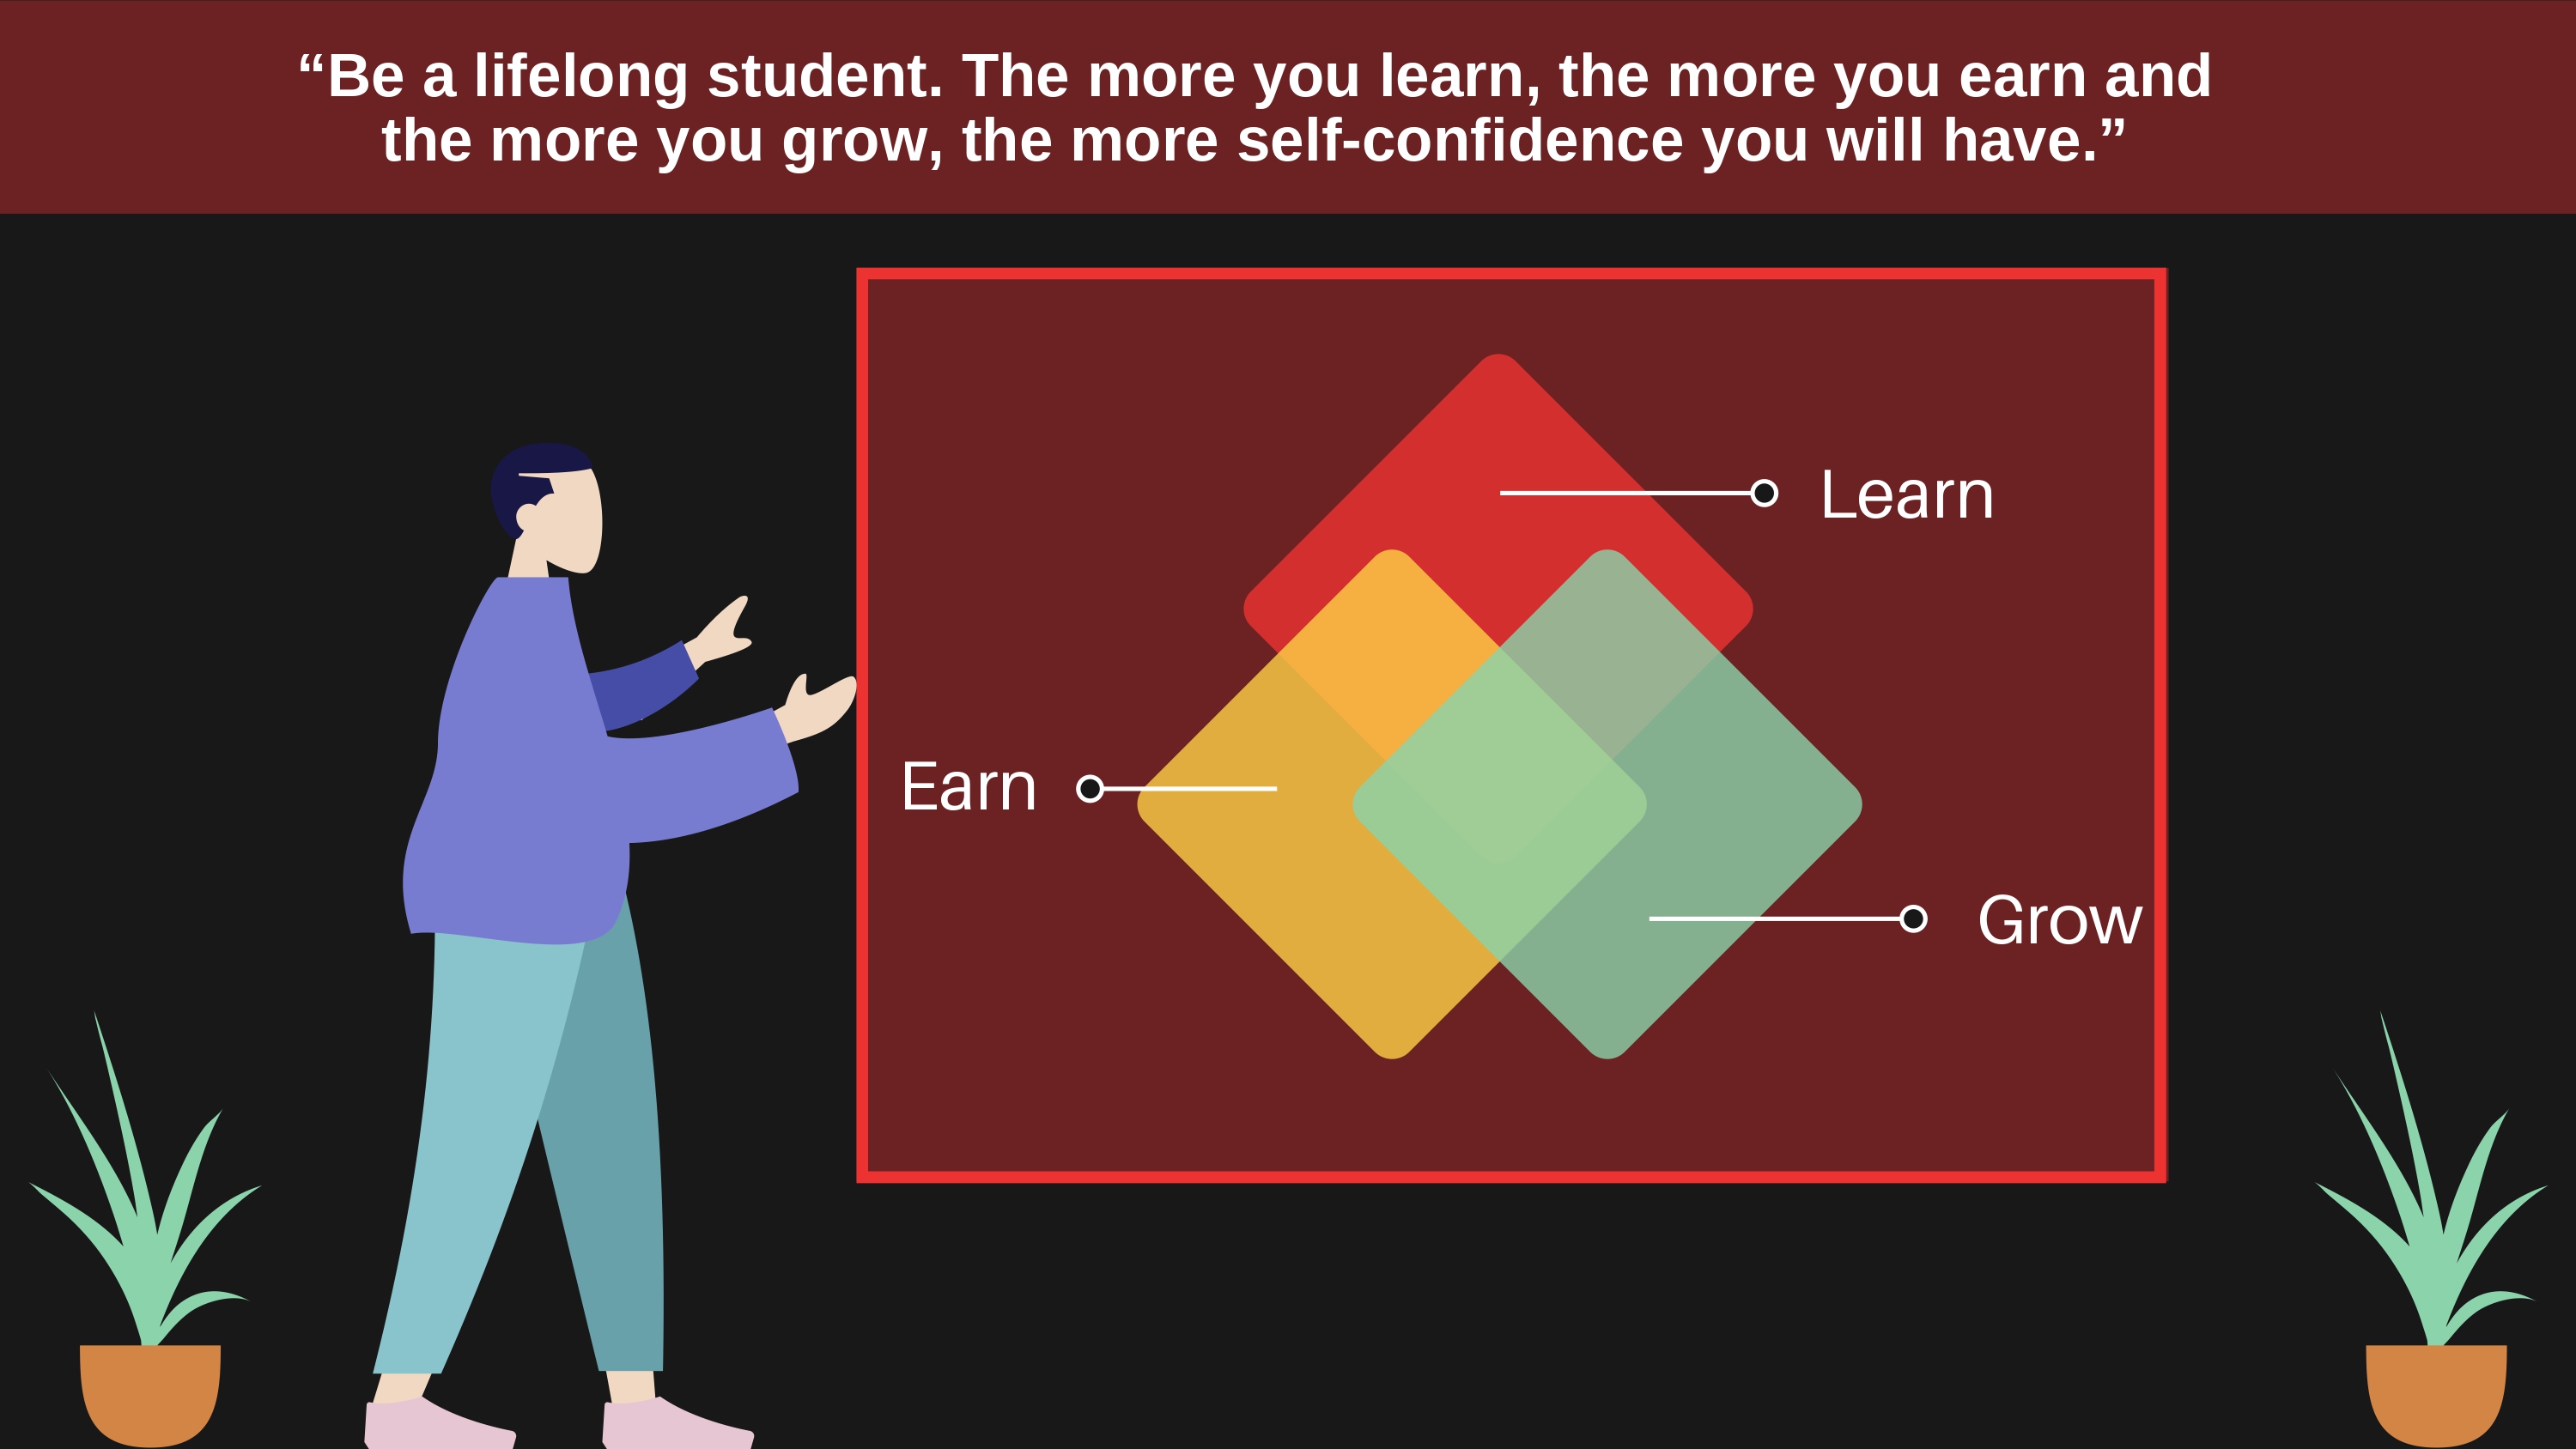 “Be a lifelong student. The more you learn, the more you earn and
the more you grow, the more self-confidence you will have.”
Learn
Earn
Grow